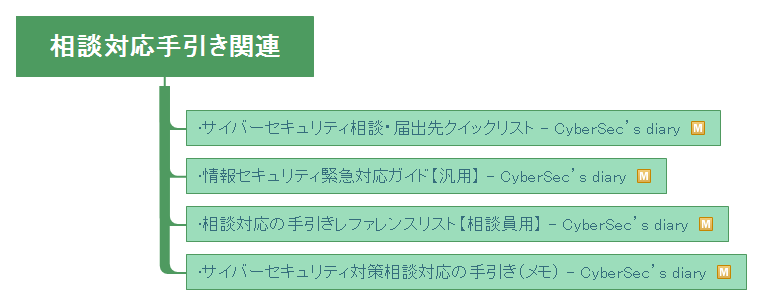 相談対応手引き関連
・サイバーセキュリティ相談・届出先クイックリスト - CyberSec's diary M
・情報セキュリティ緊急対応ガイド【汎用】 - CyberSec's diary M
・相談対応の手引きレファレンスリスト【相談員用】 - CyberSec's diary M
・サイバーセキュリティ対策相談対応の手引き(メモ) - CyberSec's diary M